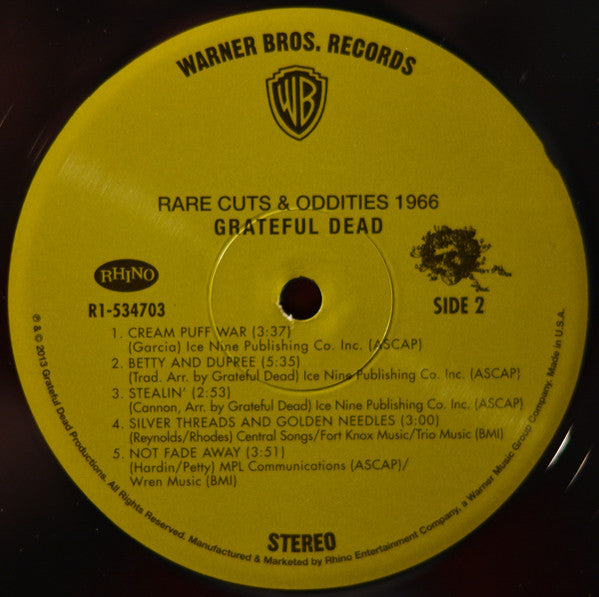 WARNER BROS. RECORDS
WB
RARE CUTS & ODDITIES 1966
GRATEFUL DEAD
RHINO
R1-534703
SIDE 2
1. CREAM PUFF WAR (3:37)
(Garcia) Ice Nine Publishing Co. Inc. (ASCAP)
2. BETTY AND DUPREE (5:35)
(Trad. Arr. by Grateful Dead) Ice Nine Publishing Co. Inc. (ASCAP)
3. STEALIN' (2:53)
(Cannon, Arr. by Grateful Dead) Ice Nine Publishing Co. Inc. (ASCAP)
4. SILVER THREADS AND GOLDEN NEEDLES (3:00)
(Reynolds/Rhodes) Central Songs/Fort Knox Music/Trio Music (BMI)
5. NOT FADE AWAY (3:51)
(Hardin/Petty) MPL Communications (ASCAP)/
Wren Music (BMI)
STEREO
℗ & © 2013 Grateful Dead Productions. All Rights Reserved. Manufactured & Marketed by Rhino Entertainment Company, a Warner Music Group Company. Made in U.S.A.